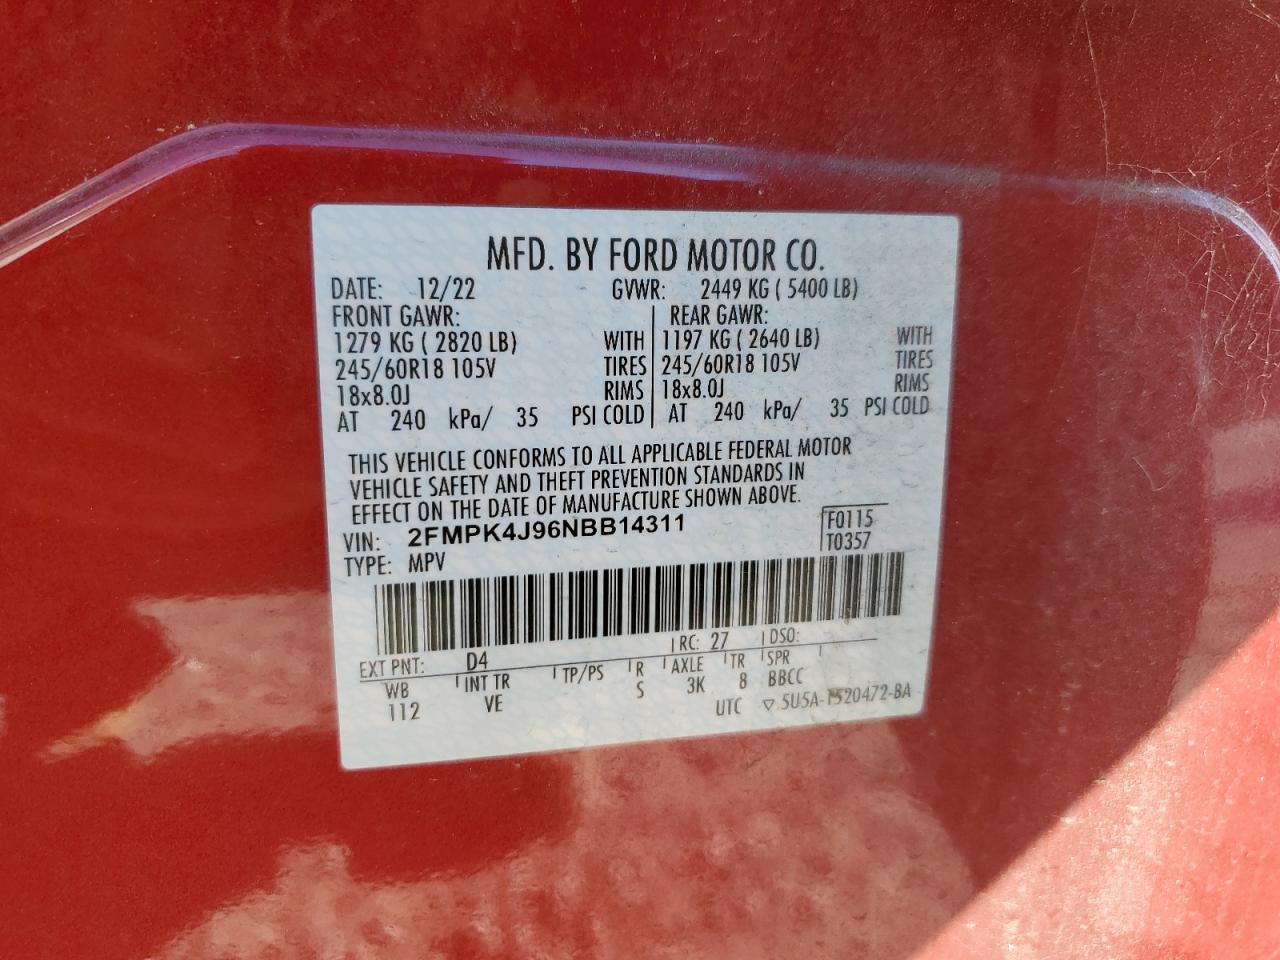 MFD. BY FORD MOTOR CO.
DATE: 12/22 GVWR: 2449 KG ( 5400 LB)
FRONT GAWR: REAR GAWR:
1279 KG ( 2820 LB) WITH 1197 KG ( 2640 LB) WITH
245/60R18 105V TIRES 245/60R18 105V TIRES
18x8.0J RIMS 18x8.0J RIMS
AT 240 kPa/ 35 PSI COLD AT 240 kPa/ 35 PSI COLD
THIS VEHICLE CONFORMS TO ALL APPLICABLE FEDERAL MOTOR
VEHICLE SAFETY AND THEFT PREVENTION STANDARDS IN
EFFECT ON THE DATE OF MANUFACTURE SHOWN ABOVE.
VIN: 2FMPK4J96NBB14311 F0115
TYPE: MPV T0357
EXT PNT: D4 RC: 27 DSO:
WB INT TR TP/PS R AXLE TR SPR
112 VE S 3K 8 BBCC
UTC ▽ 5U5A-1520472-BA